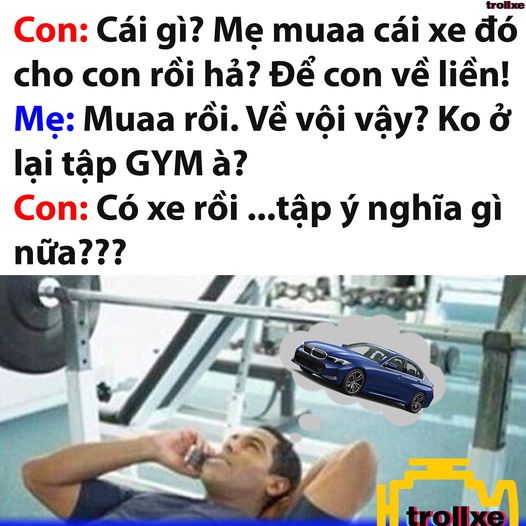 trollxe
Con: Cái gì? Mẹ muaa cái xe đó
cho con rồi hả? Để con về liền!
Mẹ: Muaa rồi. Về vội vậy? Ko ở
lại tập GYM à?
Con: Có xe rồi ...tập ý nghĩa gì
nữa???
trollxe